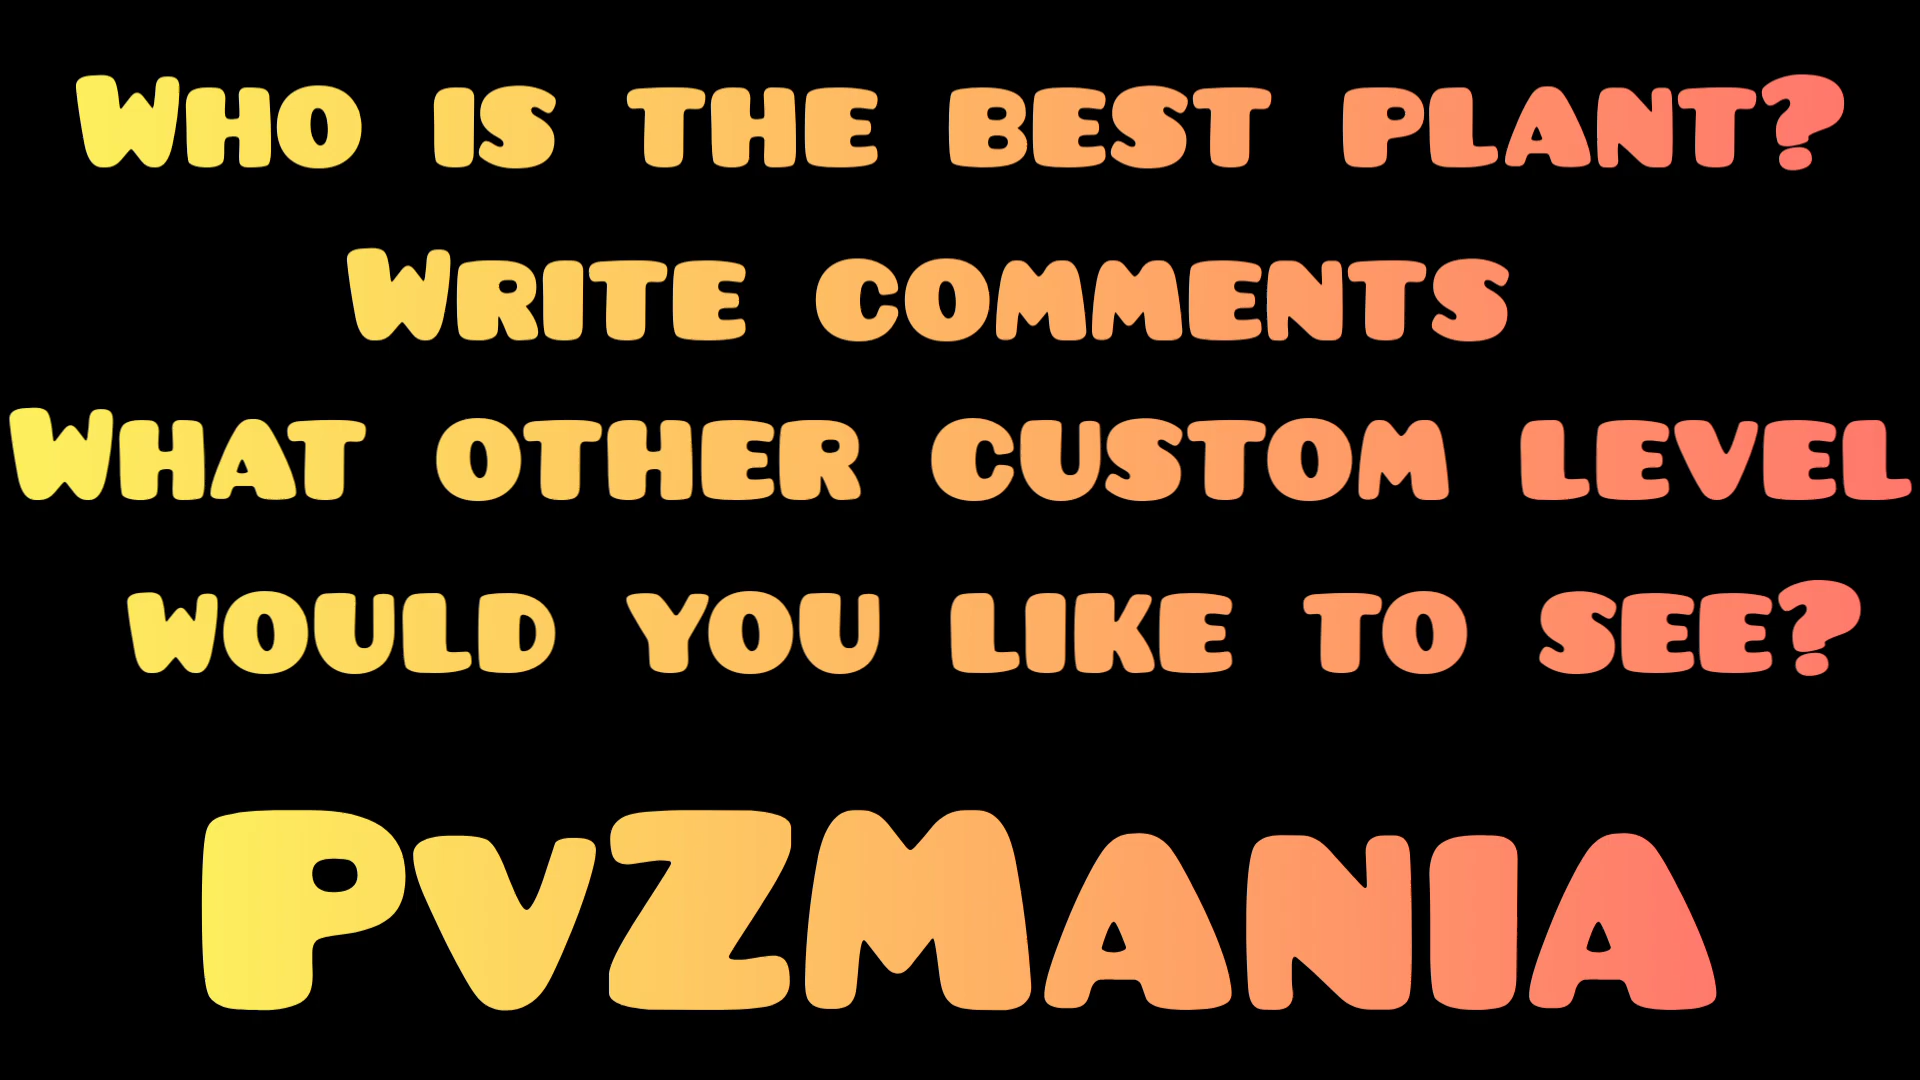 Who is the best plant?
Write comments
What other custom level
would you like to see?
PvZMania